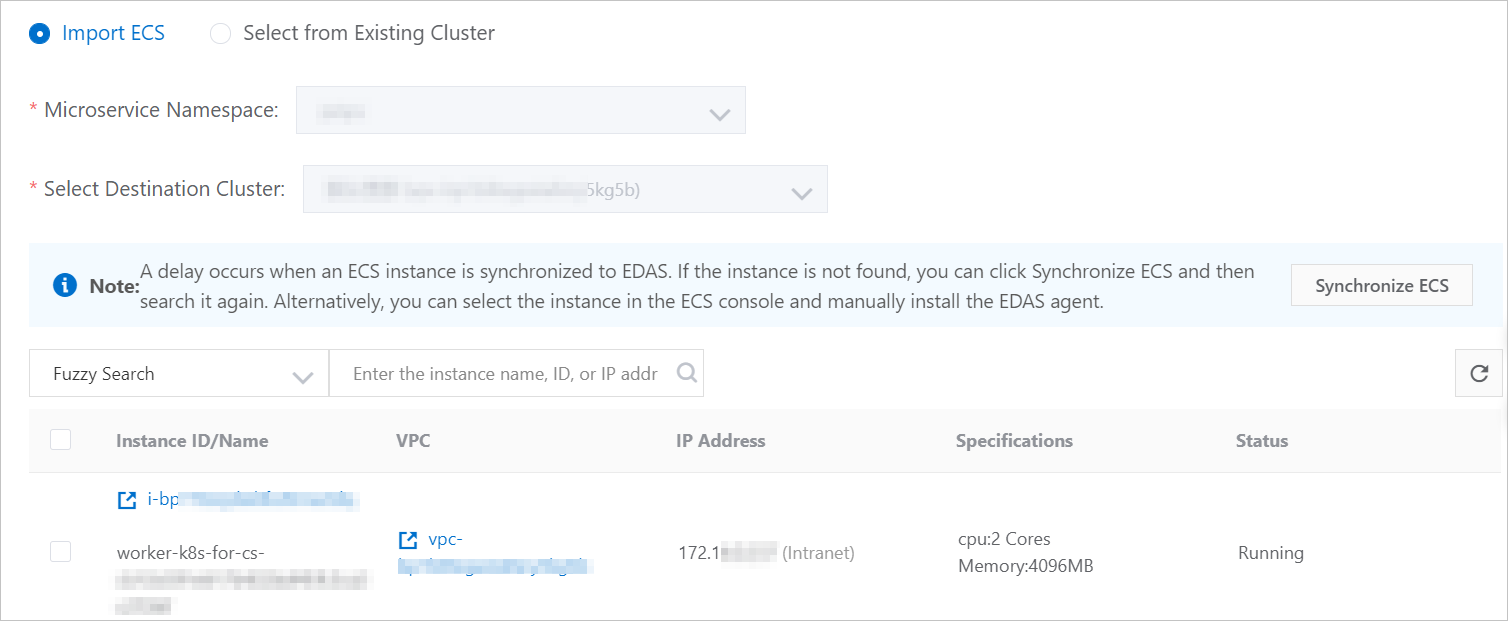 Import ECS Select from Existing Cluster
* Microservice Namespace:
* Select Destination Cluster: 5kg5b)
Note: A delay occurs when an ECS instance is synchronized to EDAS. If the instance is not found, you can click Synchronize ECS and then
search it again. Alternatively, you can select the instance in the ECS console and manually install the EDAS agent.
Synchronize ECS
Fuzzy Search Enter the instance name, ID, or IP addr
Instance ID/Name VPC IP Address Specifications Status
i-bp
worker-k8s-for-cs-
vpc-
172.1 (Intranet)
cpu:2 Cores
Memory:4096MB
Running